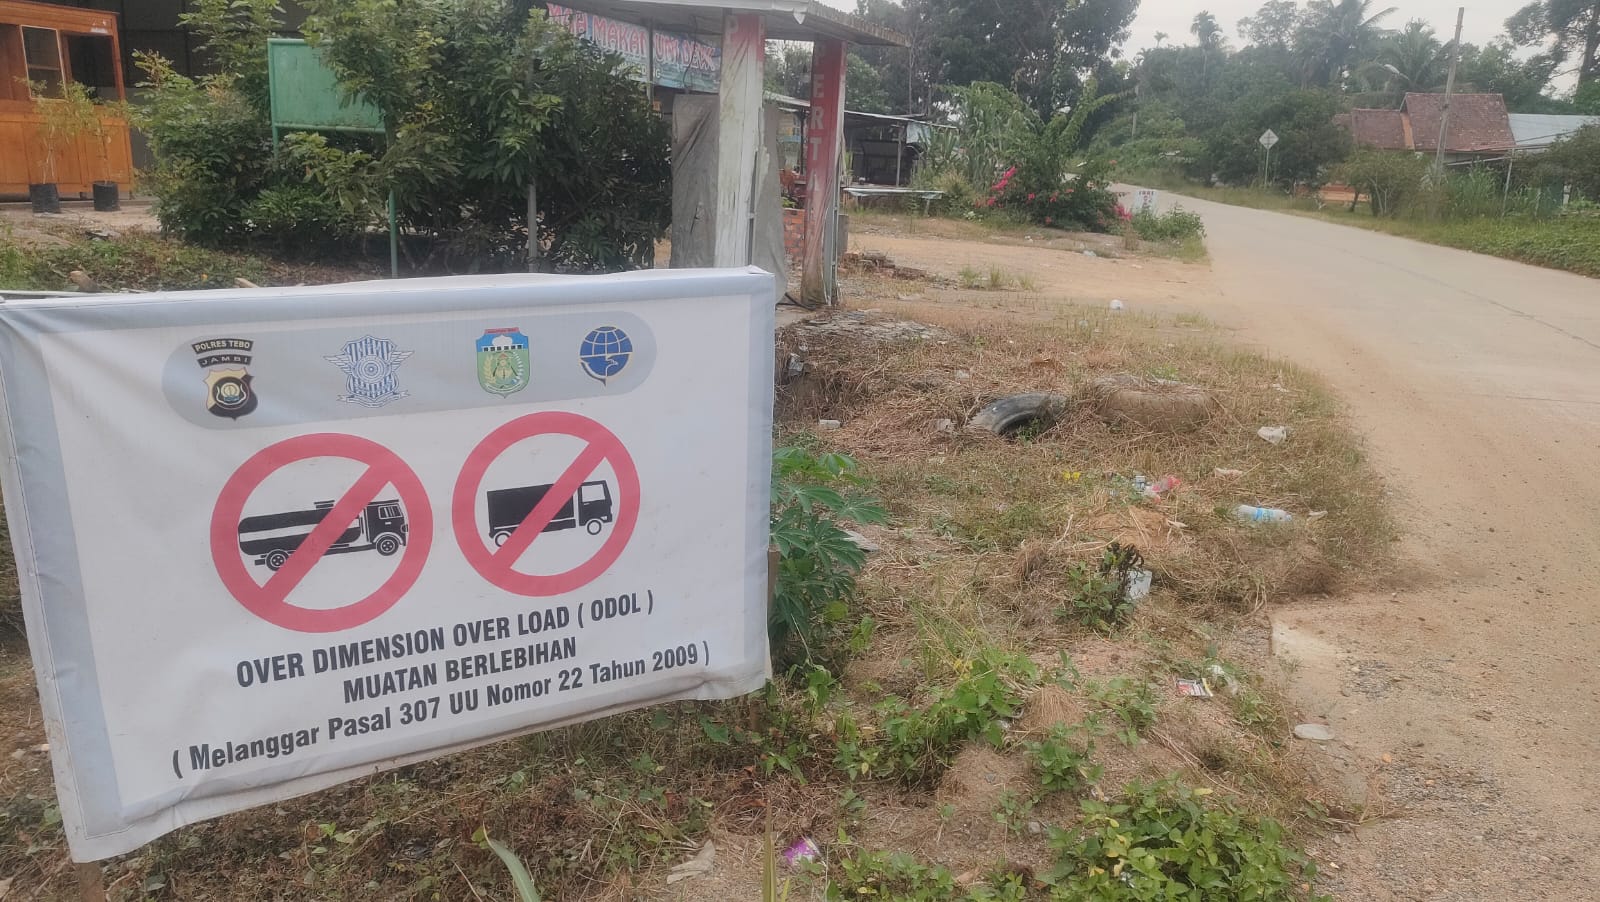 POLRES TEBO
JAMBI
OVER DIMENSION OVER LOAD ( ODOL )
MUATAN BERLEBIHAN
( Melanggar Pasal 307 UU Nomor 22 Tahun 2009 )